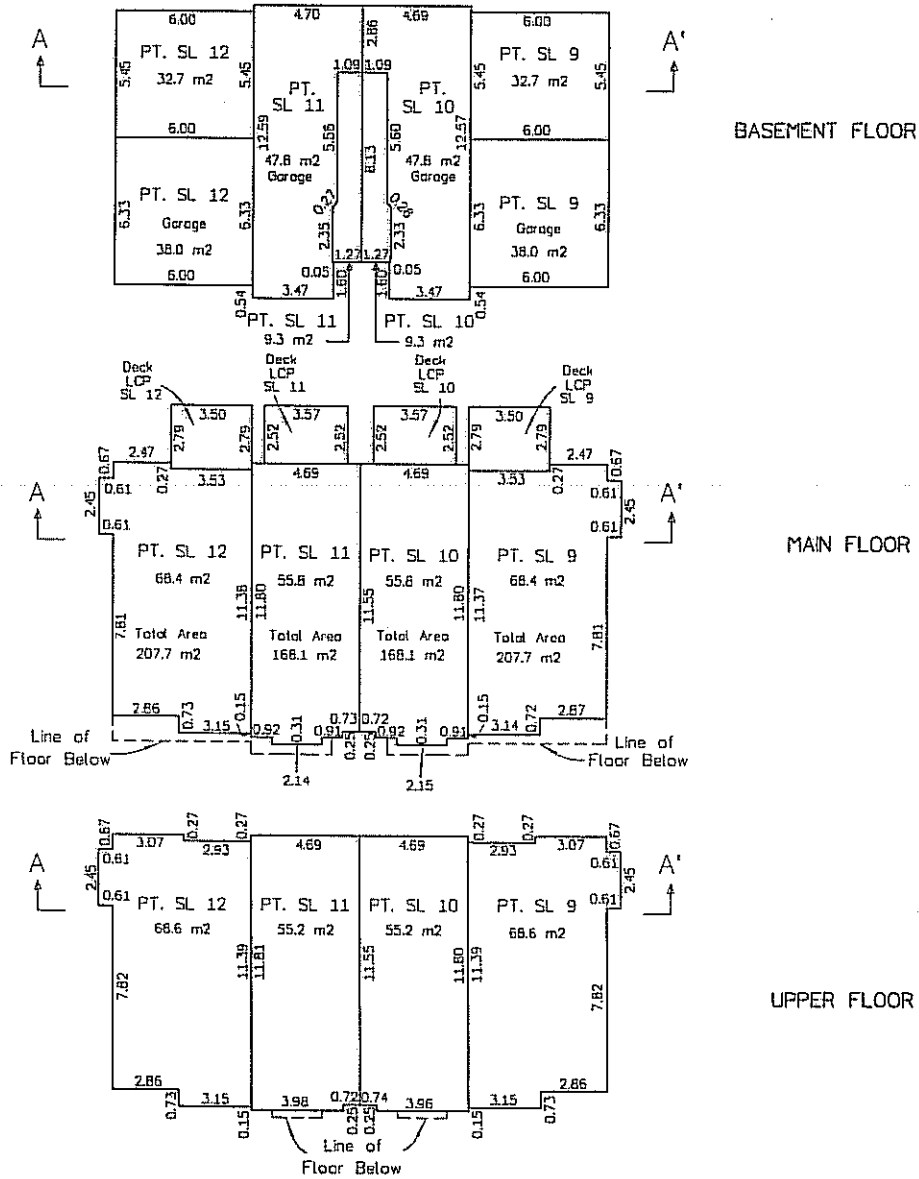 6.00
4.70
4.69
6.00
A
PT. SL 12
32.7 m2
5.45
5.45
2.86
1.09
1.09
PT. SL 9
32.7 m2
5.45
5.45
A'
PT.
SL 11
47.8 m2
Garage
12.59
5.56
8.13
5.60
PT.
SL 10
47.8 m2
Garage
12.57
BASEMENT FLOOR
6.00
6.00
PT. SL 12
Garage
38.0 m2
6.33
6.33
0.27
2.35
0.28
2.33
PT. SL 9
Garage
38.0 m2
6.33
6.33
6.00
1.27
1.27
0.05
0.05
6.00
0.54
3.47
1.60
1.60
3.47
0.54
PT. SL 11
9.3 m2
PT. SL 10
9.3 m2
Deck
LCP
SL 12
Deck
LCP
SL 11
Deck
LCP
SL 10
Deck
LCP
SL 9
3.50
3.57
3.57
3.50
2.79
2.79
2.52
2.52
2.52
2.52
2.79
2.79
0.67
2.47
0.27
3.53
4.69
4.69
3.53
0.27
2.47
0.67
A
2.45
0.61
0.61
0.61
0.61
2.45
A'
MAIN FLOOR
PT. SL 12
68.4 m2
PT. SL 11
55.8 m2
PT. SL 10
55.8 m2
PT. SL 9
68.4 m2
7.81
11.38
11.80
11.55
11.80
11.37
7.81
Total Area
207.7 m2
Total Area
168.1 m2
Total Area
168.1 m2
Total Area
207.7 m2
2.86
0.73
3.15
0.15
0.92
0.31
0.91
0.73
0.72
0.25
0.25
0.92
0.31
0.91
0.15
3.14
0.72
2.87
Line of
Floor Below
2.14
2.15
Line of
Floor Below
0.67
3.07
0.27
0.27
2.93
4.69
4.69
0.27
0.27
2.93
3.07
0.67
A
2.45
0.61
0.61
0.61
0.61
2.45
A'
PT. SL 12
68.6 m2
PT. SL 11
55.2 m2
PT. SL 10
55.2 m2
PT. SL 9
68.6 m2
7.82
11.39
11.81
11.55
11.80
11.39
7.82
UPPER FLOOR
2.86
0.73
3.15
0.15
3.98
0.72
0.74
0.25
0.25
3.96
0.15
3.15
0.73
2.86
Line of
Floor Below